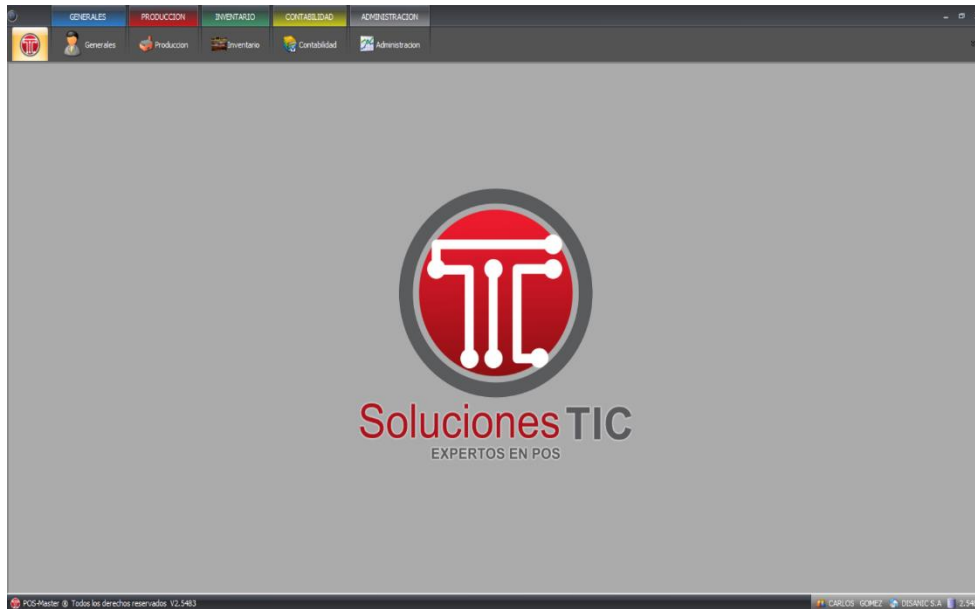 GENERALES PRODUCCION INVENTARIO CONTABILIDAD ADMINISTRACION
Generales Produccion Inventario Contabilidad Administracion
TIC
Soluciones TIC
EXPERTOS EN POS
POS-Master ® Todos los derechos reservados V2.5483 CARLOS GOMEZ DISANIC S.A